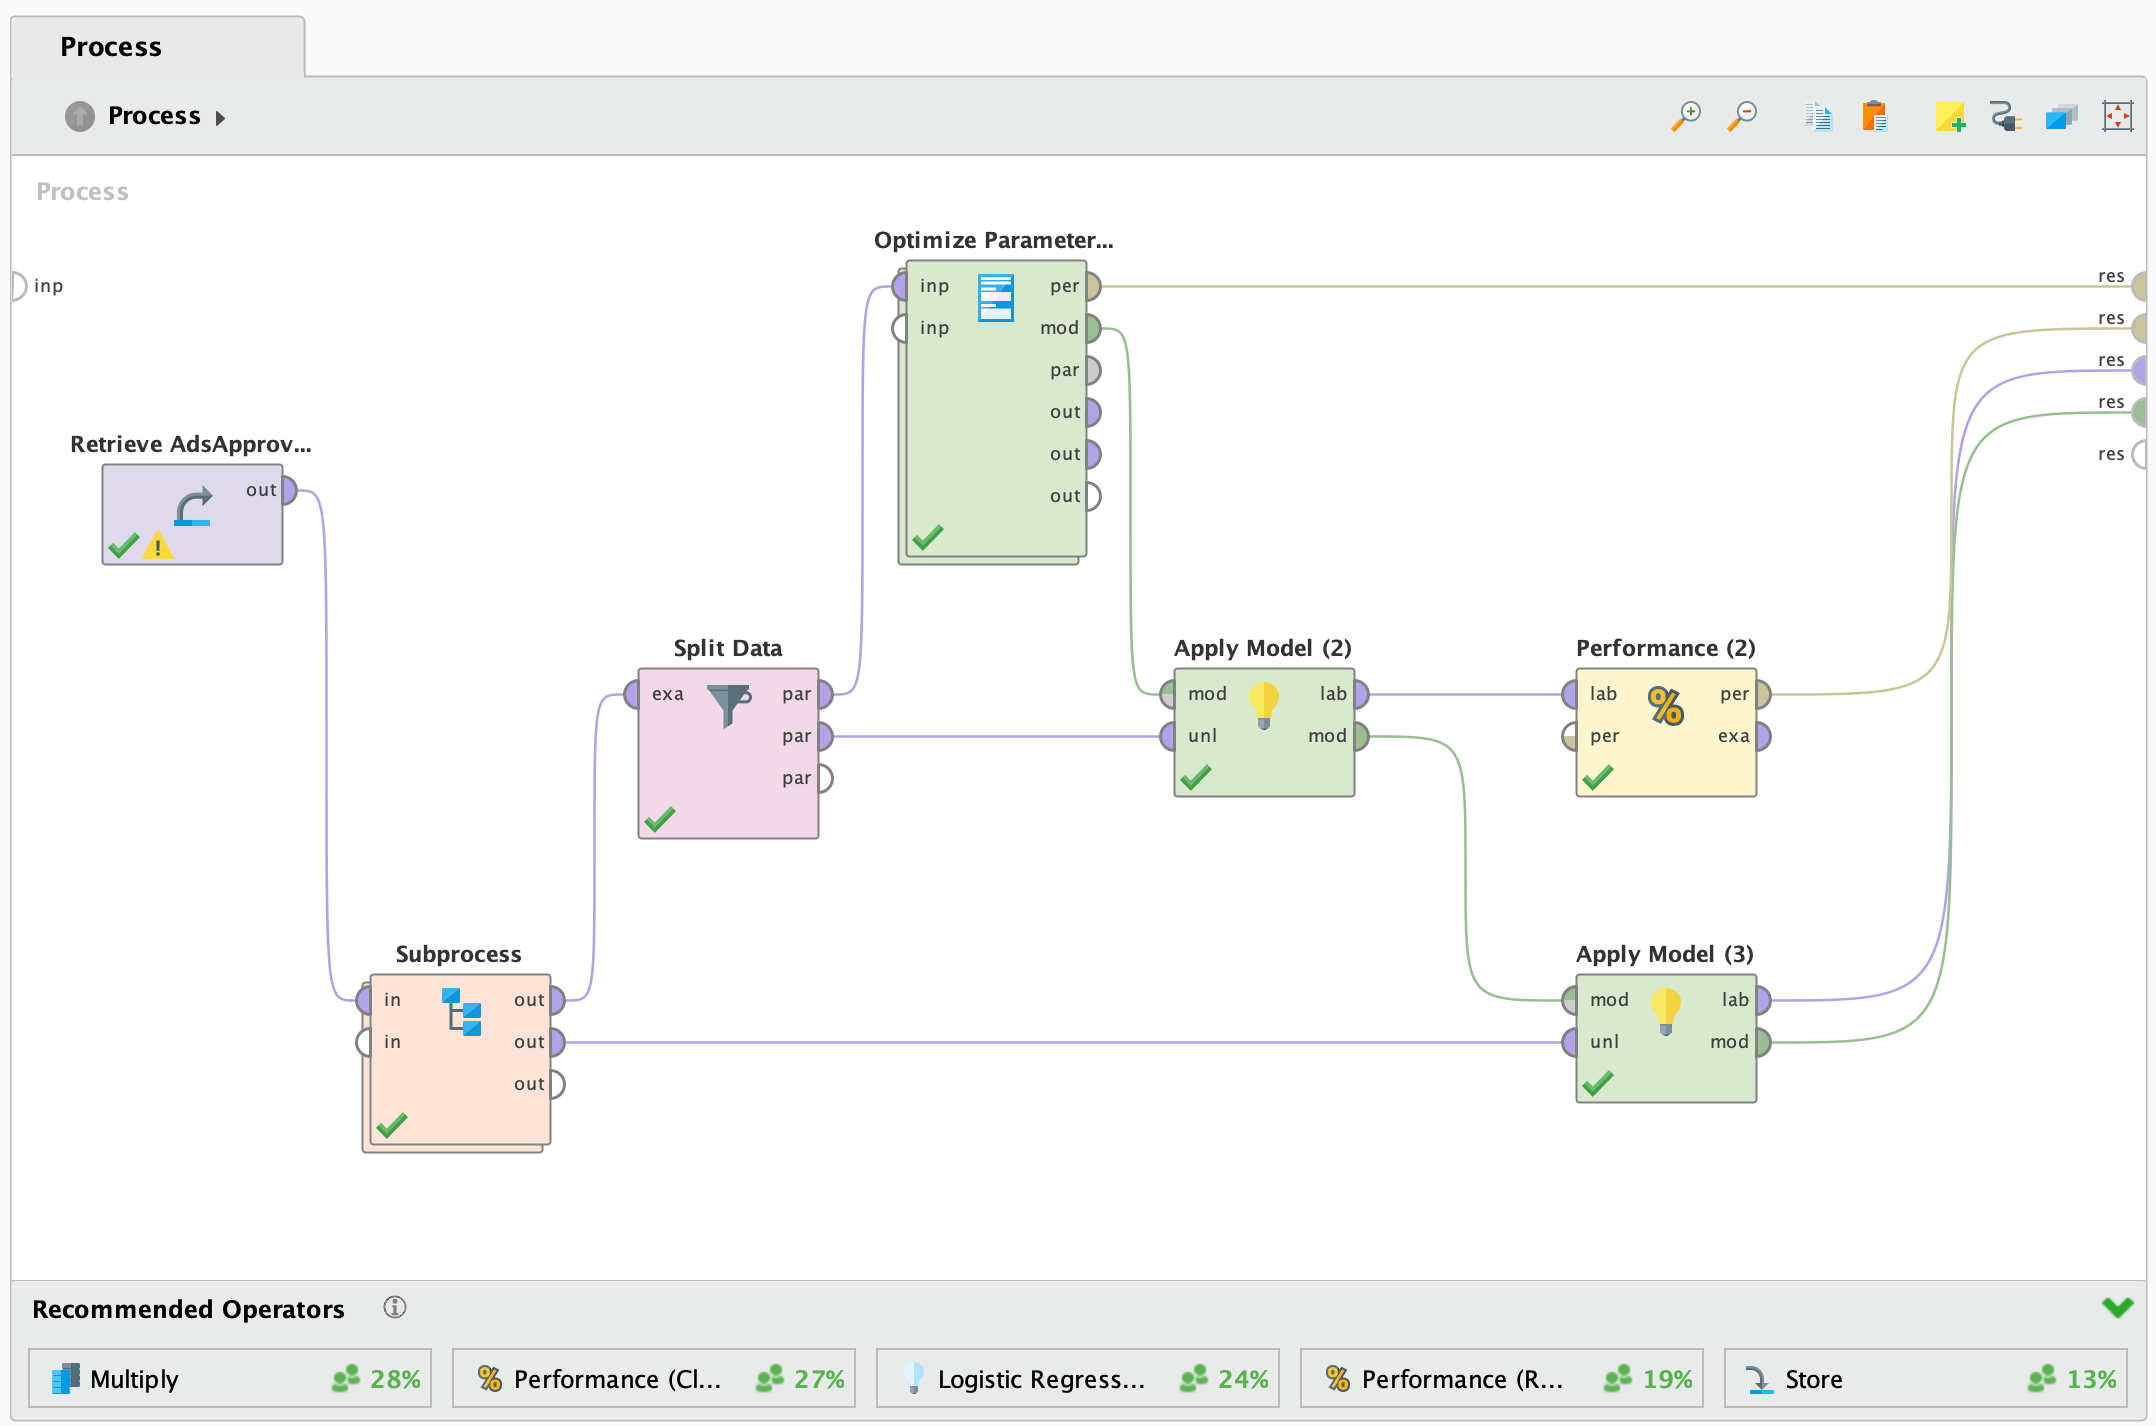 Process
Process
Process
inp
Optimize Parameter...
inp per
inp mod
par
out
out
out
res
res
res
res
res
Retrieve AdsApprov...
out
Split Data
exa par
par
par
Apply Model (2)
mod lab
unl mod
Performance (2)
lab per
per exa
Subprocess
in out
in out
out
Apply Model (3)
mod lab
unl mod
Recommended Operators
Multiply 28%
Performance (Cl... 27%
Logistic Regress... 24%
Performance (R... 19%
Store 13%